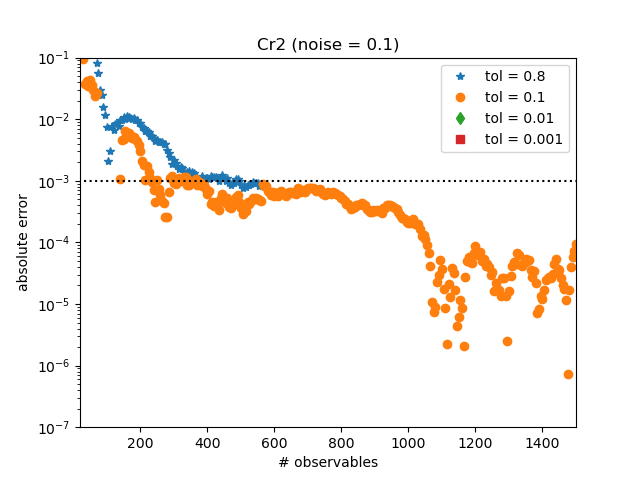 Cr2 (noise = 0.1)
10⁻¹
10⁻²
10⁻³
10⁻⁴
10⁻⁵
10⁻⁶
10⁻⁷
absolute error
tol = 0.8
tol = 0.1
tol = 0.01
tol = 0.001
200 400 600 800 1000 1200 1400
# observables